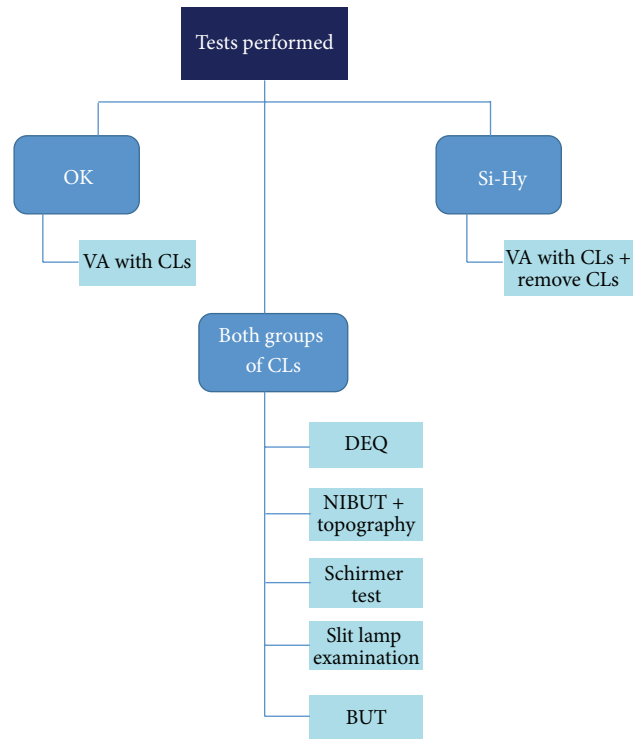 Tests performed
OK
Si-Hy
VA with CLs
VA with CLs +
remove CLs
Both groups
of CLs
DEQ
NIBUT +
topography
Schirmer
test
Slit lamp
examination
BUT